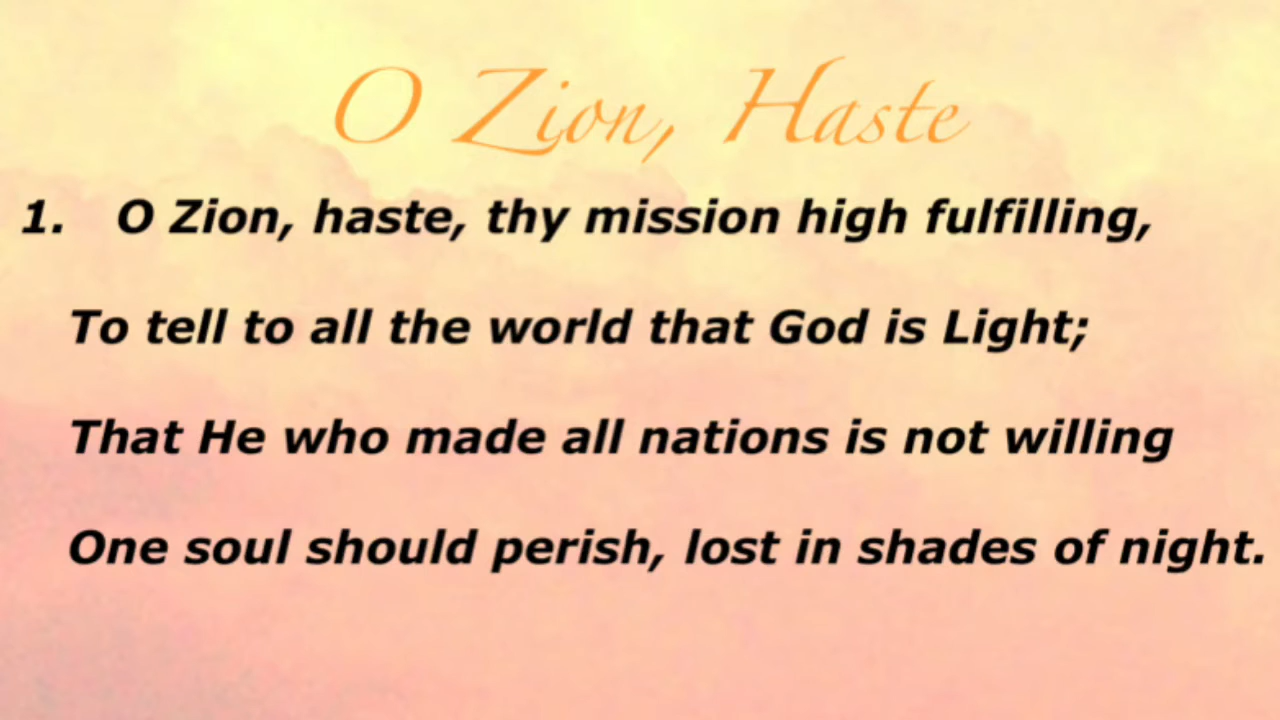 O Zion, Haste
1. O Zion, haste, thy mission high fulfilling,
To tell to all the world that God is Light;
That He who made all nations is not willing
One soul should perish, lost in shades of night.